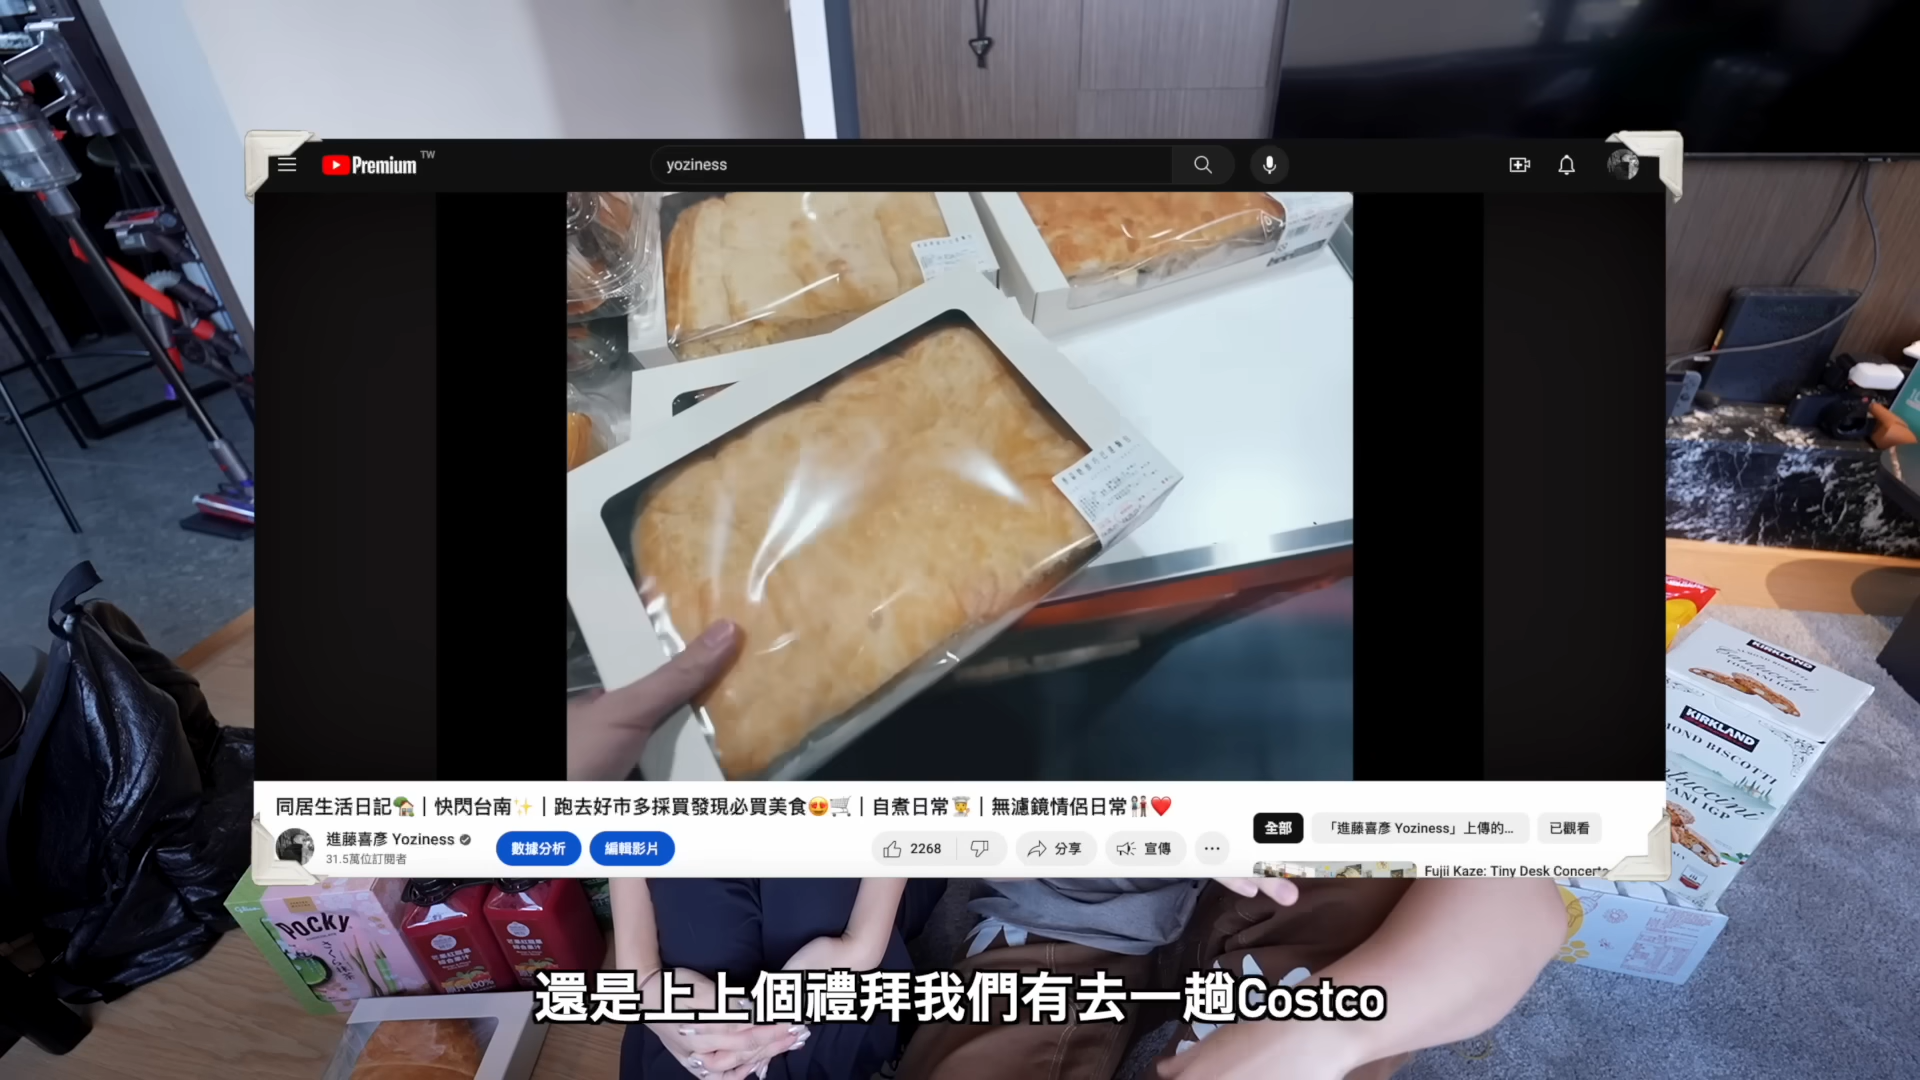 Premium TW
yoziness
同居生活日記🏡｜快閃台南✨｜跑去好市多採買發現必買美食😍🛒｜自煮日常👨‍🍳｜無濾鏡情侶日常👫❤️
進藤喜彥 Yoziness
31.5萬位訂閱者
數據分析
編輯影片
2268
分享
宣傳
全部
「進藤喜彥 Yoziness」上傳的...
已觀看
Fujii Kaze: Tiny Desk Concerts
KIRKLAND
KIRKLAND
MOND BISCOTTI
Pocky
還是上上個禮拜我們有去一趟Costco